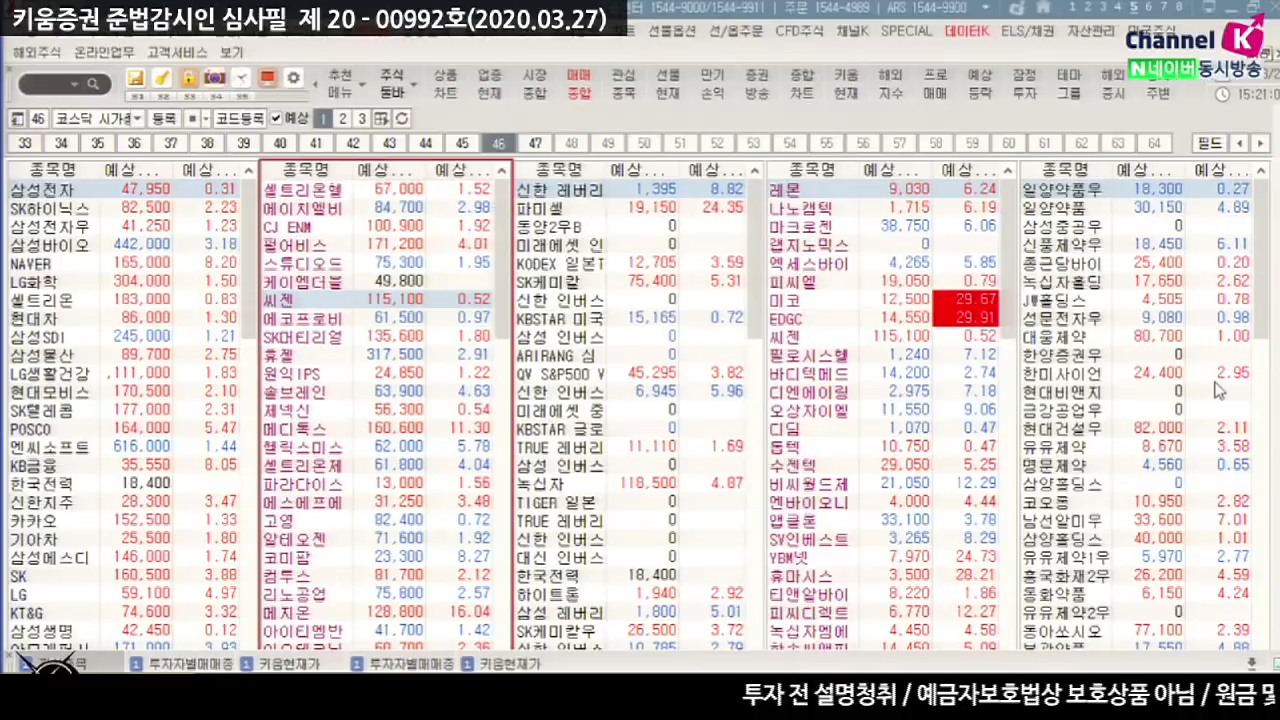 키움증권 준법감시인 심사필 제 20 - 00992호(2020.03.27)
1544-9000/9911 | 주문 1544-4989 | ARS 1544-9900
선물옵션 선/옵주문 CFD주식 채널K SPECIAL 데이타K ELS/채권 자산관리
Channel K
해외주식 온라인업무 고객서비스 보기
N 네이버 동시방송
추천메뉴 주식둥바 상품차트 업종현재 시장종합 매매종합 관심종목 선물현재 만기손익 증권방송 종합차트 키움현재 해외지수 프로매매 예상등락 잠정투자 테마그룹 해외증시 주변
15:21:0
46 코스닥 시가총 등록 코드등록 예상 1 2 3
33 34 35 36 37 38 39 40 41 42 43 44 45 46 47 48 49 50 51 52 53 54 55 56 57 58 59 60 61 62 63 64 필드
종목명 예상... 예상... 종목명 예상... 예상... 종목명 예상... 예상... 종목명 예상... 예상... 종목명 예상... 예상...
삼성전자 47,950 0.31 셀트리온헬 67,000 1.52 신한 레버리 1,395 8.82 레몬 9,030 6.24 일양약품우 18,300 0.27
SK하이닉스 82,500 2.23 에이치엘비 84,700 2.98 파미셀 19,150 24.35 나노캠텍 1,715 6.19 일양약품 30,150 4.89
삼성전자우 41,250 1.23 CJ ENM 100,900 1.92 동양2우B 0 마크로젠 38,750 6.06 삼성중공우 0
삼성바이오 442,000 3.18 펄어비스 171,200 4.01 미래에셋 인 0 랩지노믹스 0 신풍제약우 18,450 6.11
NAVER 165,000 8.20 스튜디오드 75,300 1.95 KODEX 일본T 12,705 3.59 엑세스바이 4,265 5.85 종근당바이 25,400 0.20
LG화학 304,000 1.50 케이엠더블 49,800 SK케미칼 75,400 5.31 피씨엘 19,050 0.79 녹십자홀딩 17,650 2.62
셀트리온 183,000 0.83 씨젠 115,100 0.52 신한 인버스 0 미코 12,500 29.67 JW홀딩스 4,505 0.78
현대차 86,000 1.30 에코프로비 61,500 0.97 KBSTAR 미국 15,165 0.72 EDGC 14,550 29.91 성문전자우 9,080 0.98
삼성SDI 245,000 1.21 SK머티리얼 135,600 1.80 삼성 인버스 0 씨젠 115,100 0.52 대웅제약 80,700 1.00
삼성물산 89,700 2.75 휴젤 317,500 2.91 ARIRANG 심 0 필로시스헬 1,240 7.12 한양증권우 0
LG생활건강 ,111,000 1.83 원익IPS 24,850 1.22 QV S&P500 V 45,295 3.82 바디텍메드 14,200 2.74 한미사이언 24,400 2.95
현대모비스 170,500 2.10 솔브레인 63,900 4.63 신한 인버스 6,945 5.96 디엔에이링 2,975 7.18 현대비앤지 0
SK텔레콤 177,000 2.31 제넥신 56,300 0.54 미래에셋 중 0 오상자이엘 11,550 9.06 금강공업우 0
POSCO 164,000 5.47 메디톡스 160,600 11.30 KBSTAR 글로 0 디딤 1,070 0.47 현대건설우 82,000 2.11
엔씨소프트 616,000 1.44 헬릭스미스 62,000 5.78 TRUE 레버리 11,110 1.69 듭텍 10,750 0.47 유유제약 8,670 3.58
KB금융 35,550 8.05 셀트리온제 61,800 4.04 삼성 인버스 0 수젠텍 29,050 5.25 명문제약 4,560 0.65
한국전력 18,400 파라다이스 13,000 1.56 녹십자 118,500 4.87 비씨월드제 21,050 12.29 삼양홀딩스 0
신한지주 28,300 3.47 에스에프에 31,250 3.48 TIGER 일본 0 엔바이오니 4,000 4.44 코오롱 10,950 2.82
카카오 152,500 1.33 고영 82,400 0.72 TRUE 레버리 0 앱클론 33,100 3.78 남선알미우 33,600 7.01
기아차 25,500 1.80 알테오젠 71,600 1.92 신한 인버스 0 SV인베스트 3,265 8.29 삼양홀딩스 40,000 1.01
삼성에스디 146,000 1.74 코미팜 23,300 8.27 대신 인버스 0 YBM넷 7,970 24.73 유유제약1우 5,970 2.77
SK 160,500 3.88 컴투스 81,700 2.12 한국전력 18,400 휴마시스 3,500 28.21 흥국화재2우 26,200 4.59
LG 59,100 4.97 리노공업 75,800 2.57 하이트롬 1,940 2.92 티앤알바이 8,220 1.86 동화약품 6,150 4.24
KT&G 74,600 3.32 메지온 128,800 16.04 삼성 레버리 1,800 5.01 피씨디렉트 6,770 12.27 유유제약2우 0
삼성생명 42,450 0.12 아이티엠반 41,700 1.42 SK케미칼우 26,500 3.72 녹십자엠에 4,450 4.58 동아쏘시오 77,100 2.39
투자자별매매종 키움현재가 투자자별매매종 키움현재가
투자 전 설명청취 / 예금자보호법상 보호상품 아님 / 원금 및